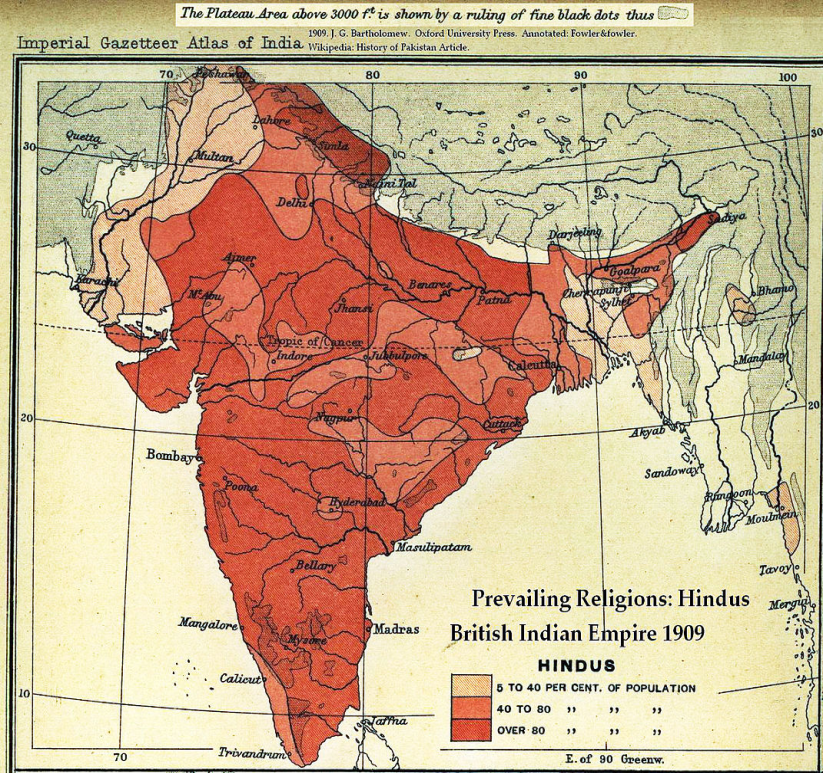 The Plateau Area above 3000 f.t is shown by a ruling of fine black dots thus
Imperial Gazetteer Atlas of India
1909. J. G. Bartholomew. Oxford University Press. Annotated: Fowler&fowler.
Wikipedia: History of Pakistan Article.
70 80 90 100
Peshawar
Lahore
Quetta
30
30
Simla
Multan
Naini Tal
Delhi
Sadiya
Darjeeling
Ajmer
Goalpara
Karachi
Benares
Cherrapunji
Bhamo
Mt. Abu
Patna
Sylhet
Jhansi
Tropic of Cancer
Indore
Jubbulpore
Mandalay
Calcutta
20
20
Nagpur
Cuttack
Akyab
Bombay
Sandoway
Poona
Rangoon
Hyderabad
Moulmein
Masulipatam
Bellary
Tavoy
Prevailing Religions: Hindus
Mergui
Mangalore
Madras
British Indian Empire 1909
Mysore
HINDUS
Calicut
5 TO 40 PER CENT. OF POPULATION
10
40 TO 80 " " "
Jaffna
OVER 80 " " "
Trivandrum
70
E. of 90 Greenw.